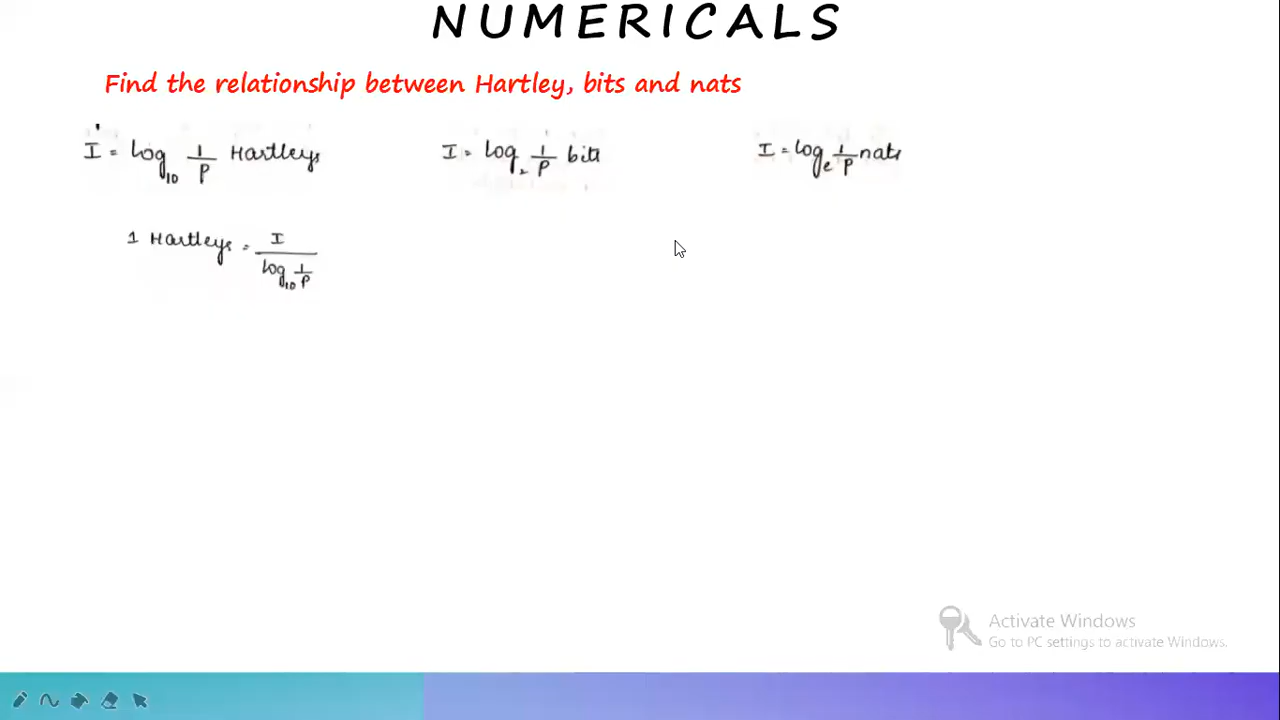 NUMERICALS
Find the relationship between Hartley, bits and nats
I = log₁₀ 1/P Hartleys
I = log₂ 1/P bits
I = logₑ 1/P nats
1 Hartleys = I / log₁₀ 1/P
Activate Windows
Go to PC settings to activate Windows.